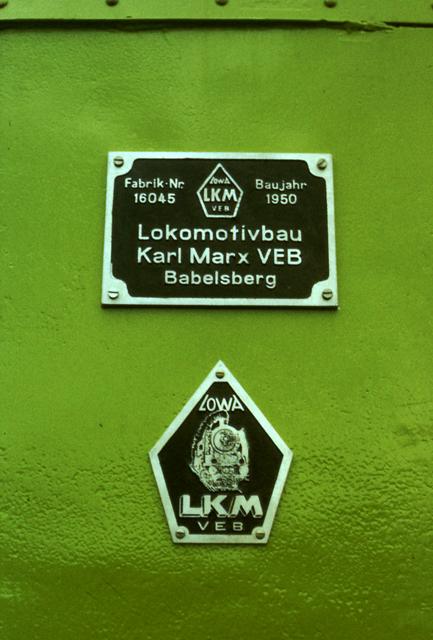 Fabrik-Nr.
16045
LOWA
LKM
VEB
Baujahr
1950
Lokomotivbau
Karl Marx VEB
Babelsberg
LOWA
LKM
VEB